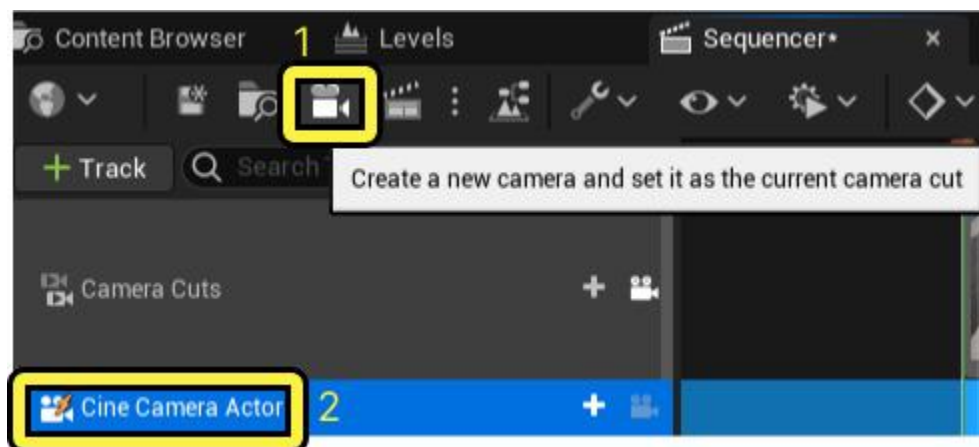 Content Browser 1 Levels Sequencer*
+ Track Search
Create a new camera and set it as the current camera cut
Camera Cuts
Cine Camera Actor 2